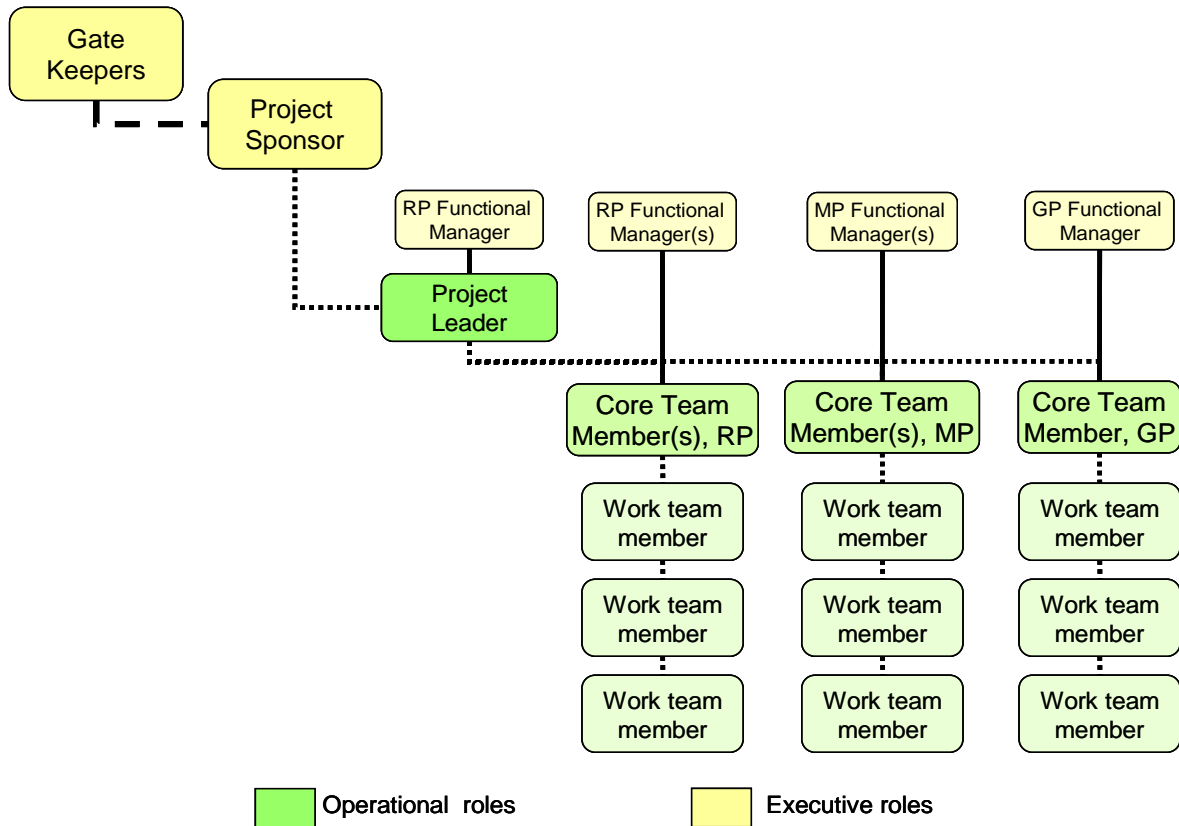 Gate
Keepers
Project
Sponsor
RP Functional
Manager
RP Functional
Manager(s)
MP Functional
Manager(s)
GP Functional
Manager
Project
Leader
Core Team
Member(s), RP
Core Team
Member(s), MP
Core Team
Member, GP
Work team
member
Work team
member
Work team
member
Work team
member
Work team
member
Work team
member
Work team
member
Work team
member
Work team
member
Operational roles
Executive roles